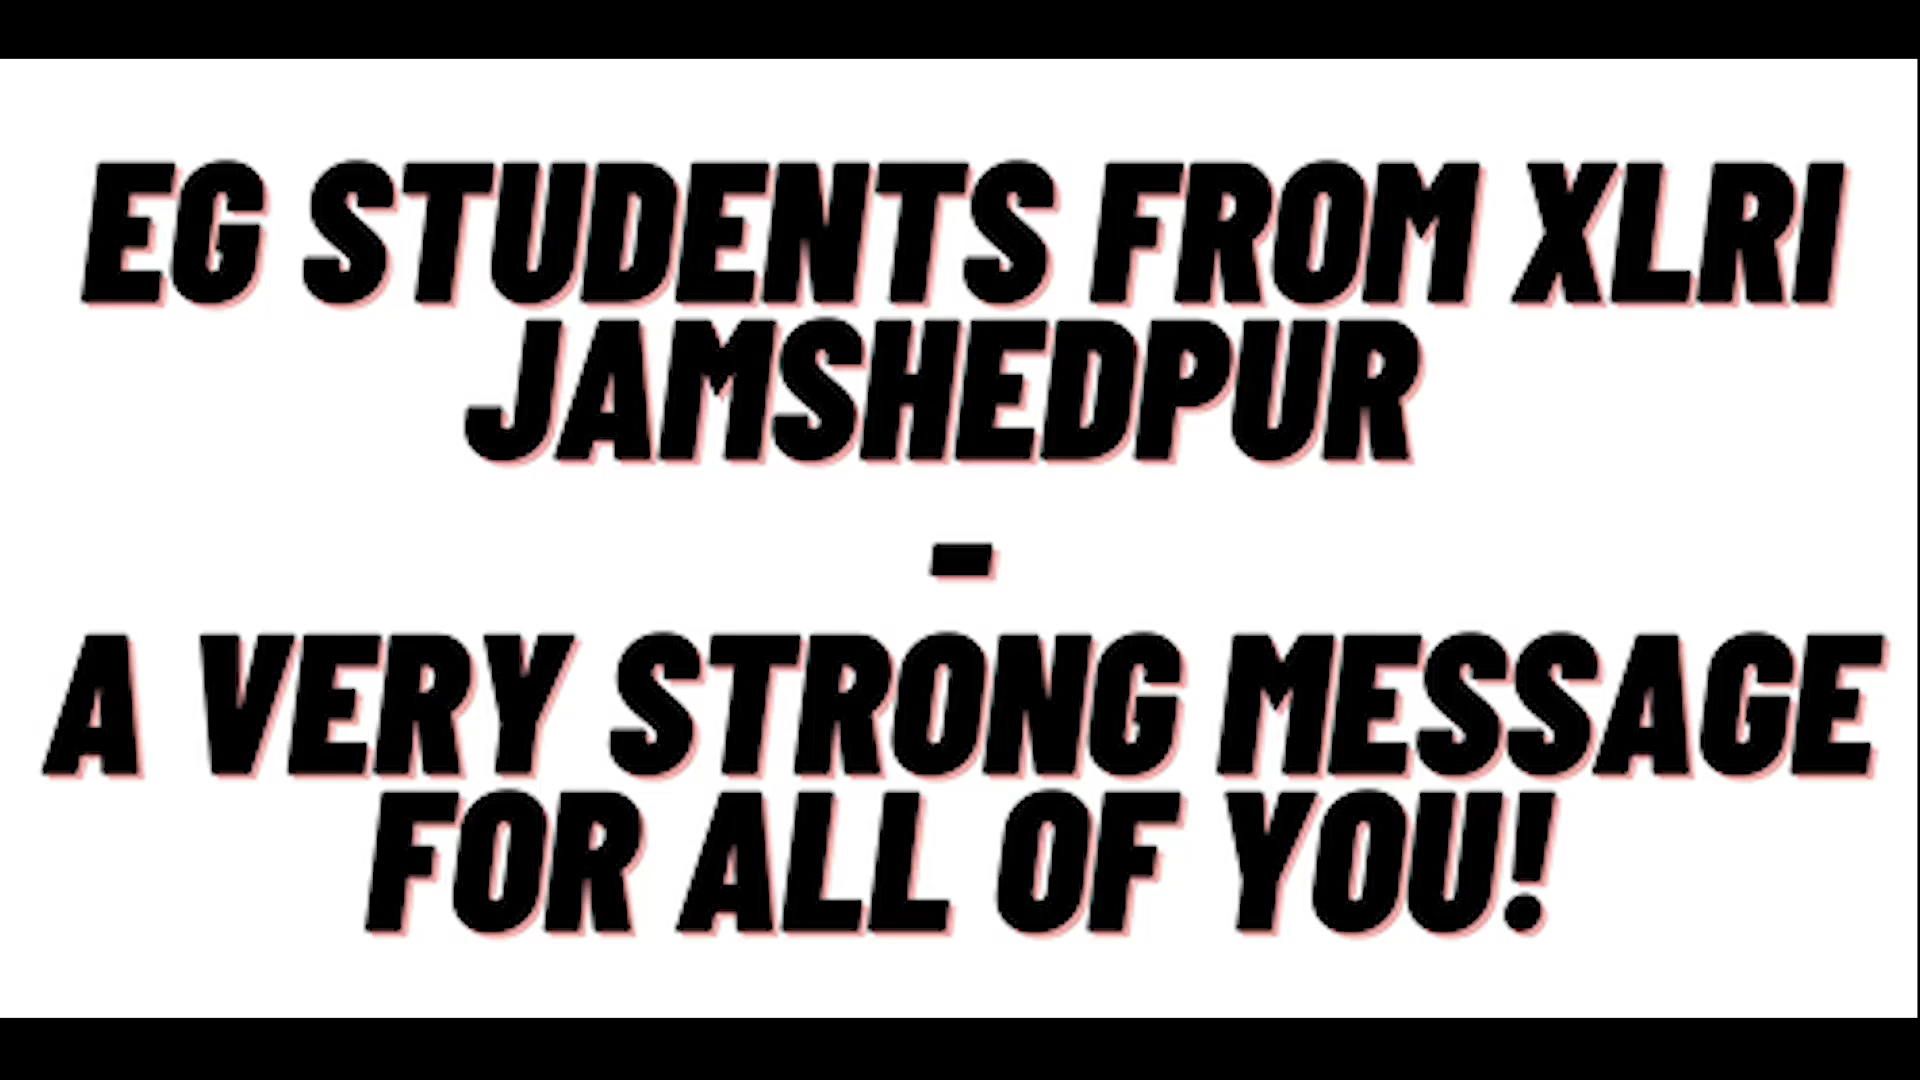 EG STUDENTS FROM XLRI
JAMSHEDPUR
-
A VERY STRONG MESSAGE
FOR ALL OF YOU!